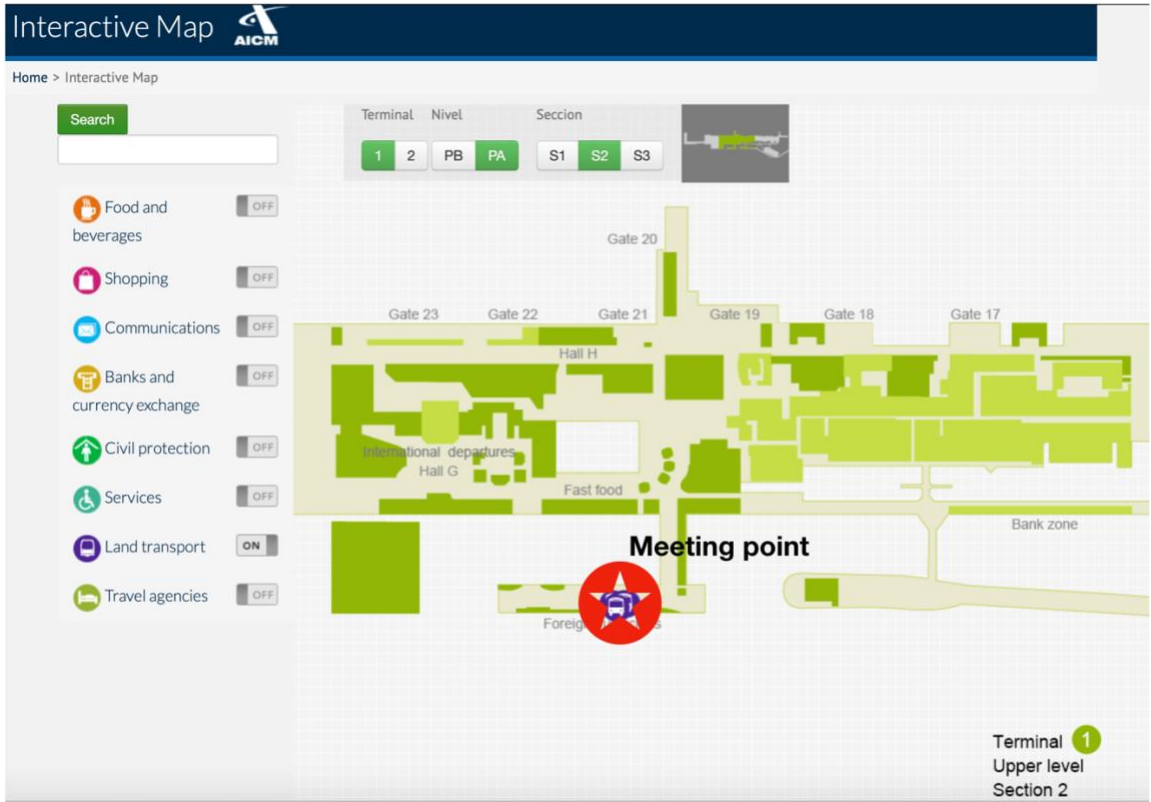 Interactive Map
AICM
Home > Interactive Map
Search
Terminal Nivel Seccion
1 2 PB PA S1 S2 S3
Food and
beverages
OFF
Shopping
OFF
Communications
OFF
Banks and
currency exchange
OFF
Civil protection
OFF
Services
OFF
Land transport
ON
Travel agencies
OFF
Gate 20
Gate 23
Gate 22
Gate 21
Gate 19
Gate 18
Gate 17
Hall H
International departures
Hall G
Fast food
Bank zone
Meeting point
Terminal 1
Upper level
Section 2